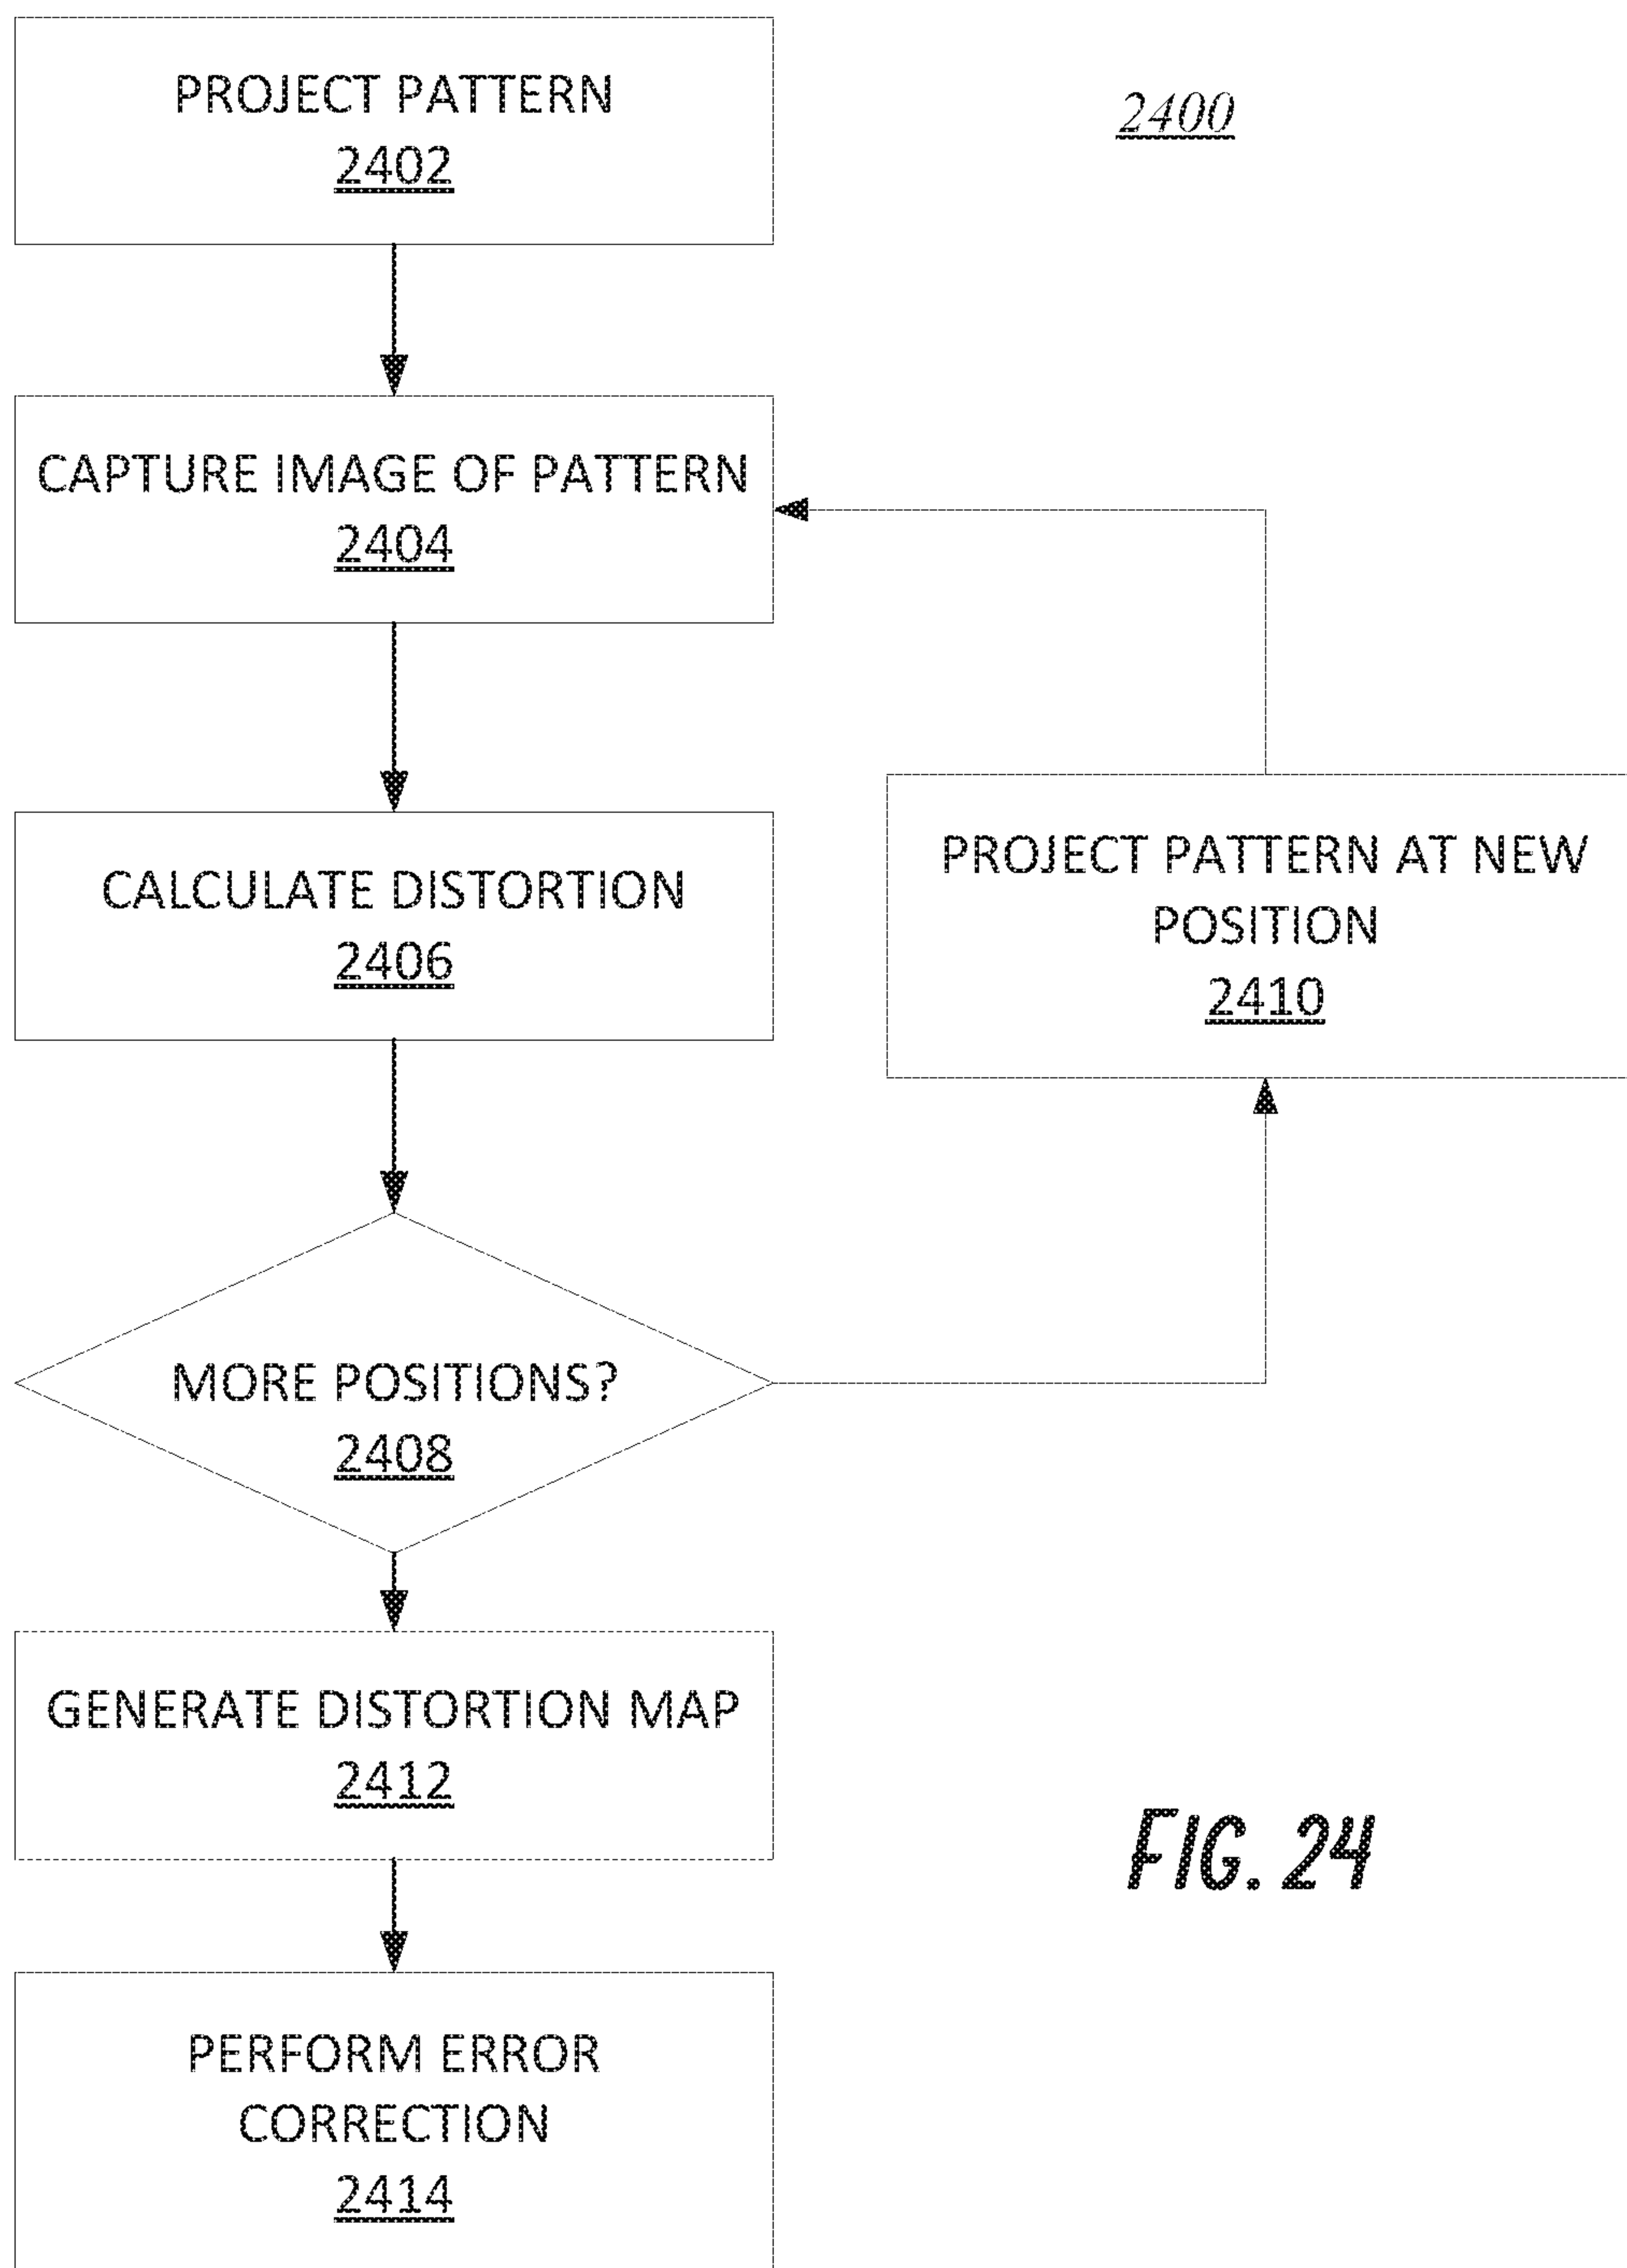 PROJECT PATTERN
2402
2400
CAPTURE IMAGE OF PATTERN
2404
CALCULATE DISTORTION
2406
PROJECT PATTERN AT NEW
POSITION
2410
MORE POSITIONS?
2408
GENERATE DISTORTION MAP
2412
FIG. 24
PERFORM ERROR
CORRECTION
2414